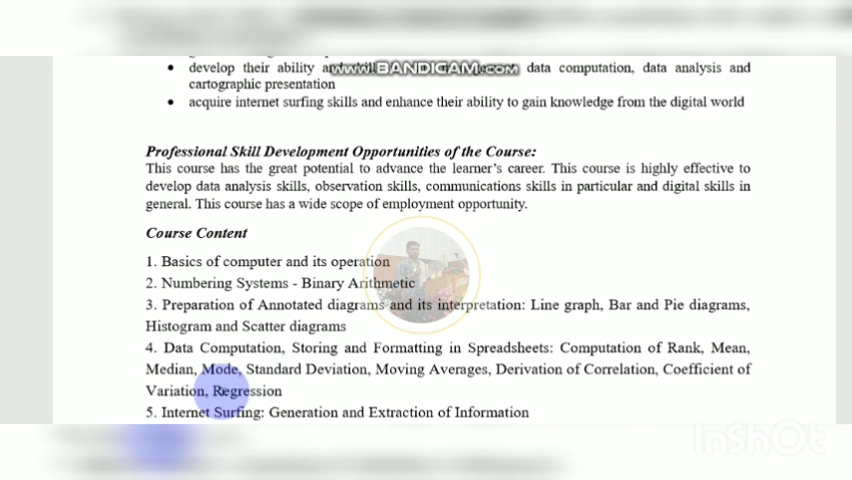 develop their ability and data computation, data analysis and
www.BANDICAM.com
cartographic presentation
• acquire internet surfing skills and enhance their ability to gain knowledge from the digital world
Professional Skill Development Opportunities of the Course:
This course has the great potential to advance the learner's career. This course is highly effective to
develop data analysis skills, observation skills, communications skills in particular and digital skills in
general. This course has a wide scope of employment opportunity.
Course Content
1. Basics of computer and its operation
2. Numbering Systems - Binary Arithmetic
3. Preparation of Annotated diagrams and its interpretation: Line graph, Bar and Pie diagrams,
Histogram and Scatter diagrams
4. Data Computation, Storing and Formatting in Spreadsheets: Computation of Rank, Mean,
Median, Mode, Standard Deviation, Moving Averages, Derivation of Correlation, Coefficient of
Variation, Regression
5. Internet Surfing: Generation and Extraction of Information
InShOt